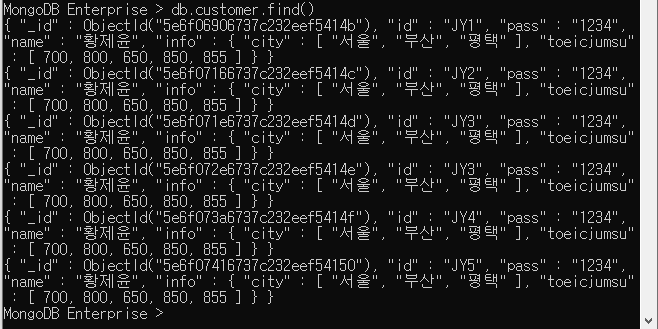 MongoDB Enterprise > db.customer.find()
{ "_id" : ObjectId("5e6f06906737c232eef5414b"), "id" : "JY1", "pass" : "1234",
"name" : "황제윤", "info" : { "city" : [ "서울", "부산", "평택" ], "toeicjumsu"
: [ 700, 800, 650, 850, 855 ] } }
{ "_id" : ObjectId("5e6f07166737c232eef5414c"), "id" : "JY2", "pass" : "1234",
"name" : "황제윤", "info" : { "city" : [ "서울", "부산", "평택" ], "toeicjumsu"
: [ 700, 800, 650, 850, 855 ] } }
{ "_id" : ObjectId("5e6f071e6737c232eef5414d"), "id" : "JY3", "pass" : "1234",
"name" : "황제윤", "info" : { "city" : [ "서울", "부산", "평택" ], "toeicjumsu"
: [ 700, 800, 650, 850, 855 ] } }
{ "_id" : ObjectId("5e6f072e6737c232eef5414e"), "id" : "JY3", "pass" : "1234",
"name" : "황제윤", "info" : { "city" : [ "서울", "부산", "평택" ], "toeicjumsu"
: [ 700, 800, 650, 850, 855 ] } }
{ "_id" : ObjectId("5e6f073a6737c232eef5414f"), "id" : "JY4", "pass" : "1234",
"name" : "황제윤", "info" : { "city" : [ "서울", "부산", "평택" ], "toeicjumsu"
: [ 700, 800, 650, 850, 855 ] } }
{ "_id" : ObjectId("5e6f07416737c232eef54150"), "id" : "JY5", "pass" : "1234",
"name" : "황제윤", "info" : { "city" : [ "서울", "부산", "평택" ], "toeicjumsu"
: [ 700, 800, 650, 850, 855 ] } }
MongoDB Enterprise >